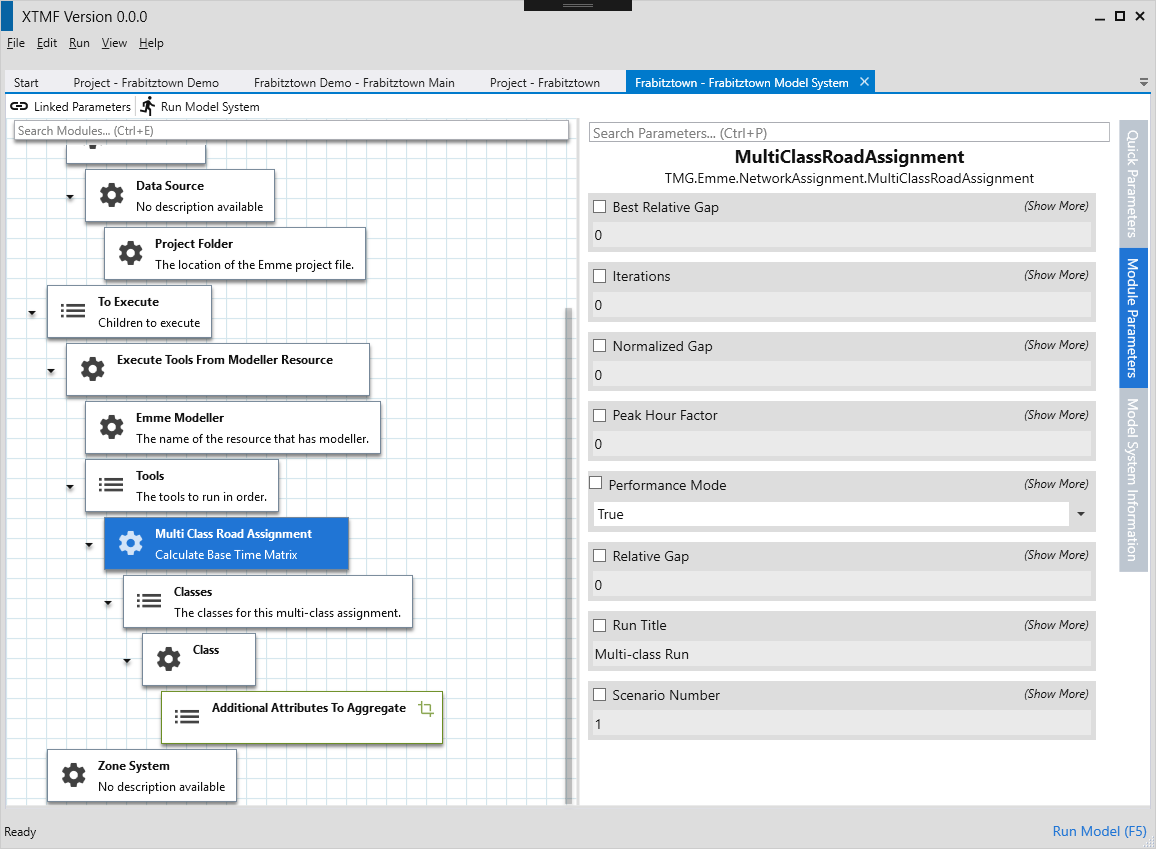 XTMF Version 0.0.0
File Edit Run View Help
Start Project - Frabitztown Demo Frabitztown Demo - Frabitztown Main Project - Frabitztown Frabitztown - Frabitztown Model System
Linked Parameters Run Model System
Search Modules... (Ctrl+E)
Data Source
No description available
Project Folder
The location of the Emme project file.
To Execute
Children to execute
Execute Tools From Modeller Resource
Emme Modeller
The name of the resource that has modeller.
Tools
The tools to run in order.
Multi Class Road Assignment
Calculate Base Time Matrix
Classes
The classes for this multi-class assignment.
Class
Additional Attributes To Aggregate
Zone System
No description available
Search Parameters... (Ctrl+P)
MultiClassRoadAssignment
TMG.Emme.NetworkAssignment.MultiClassRoadAssignment
Best Relative Gap (Show More)
0
Iterations (Show More)
0
Normalized Gap (Show More)
0
Peak Hour Factor (Show More)
0
Performance Mode (Show More)
True
Relative Gap (Show More)
0
Run Title (Show More)
Multi-class Run
Scenario Number (Show More)
1
Quick Parameters
Module Parameters
Model System Information
Ready
Run Model (F5)